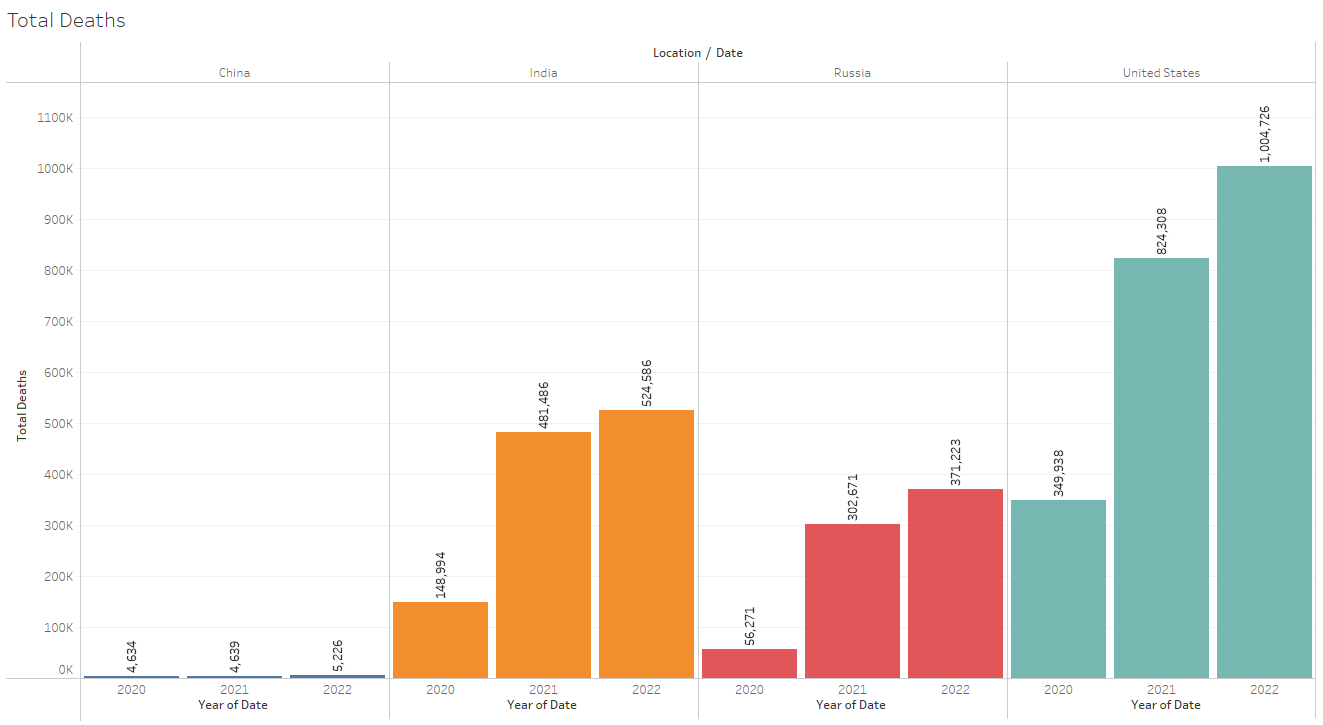 Total Deaths
Location / Date
China
India
Russia
United States
Total Deaths
1100K
1000K
900K
800K
700K
600K
500K
400K
300K
200K
100K
0K
4,634
4,639
5,226
148,994
481,486
524,586
56,271
302,671
371,223
349,938
824,308
1,004,726
2020
2021
2022
2020
2021
2022
2020
2021
2022
2020
2021
2022
Year of Date
Year of Date
Year of Date
Year of Date